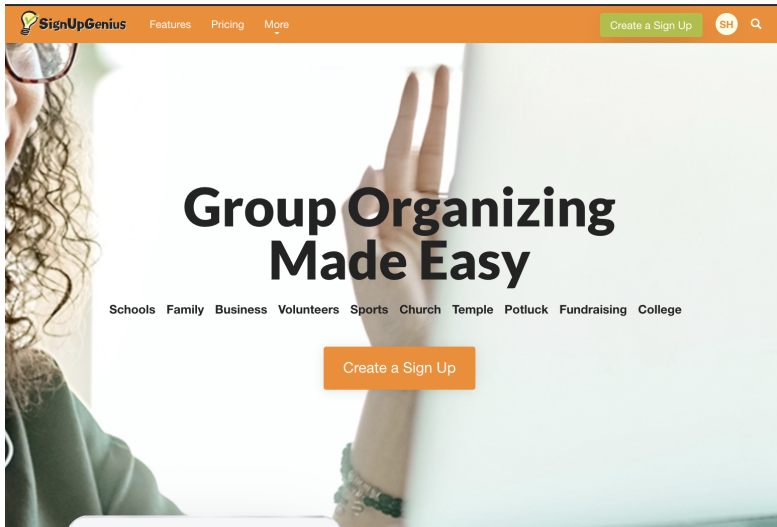 SignUpGenius Features Pricing More Create a Sign Up SH
Group Organizing
Made Easy
Schools Family Business Volunteers Sports Church Temple Potluck Fundraising College
Create a Sign Up